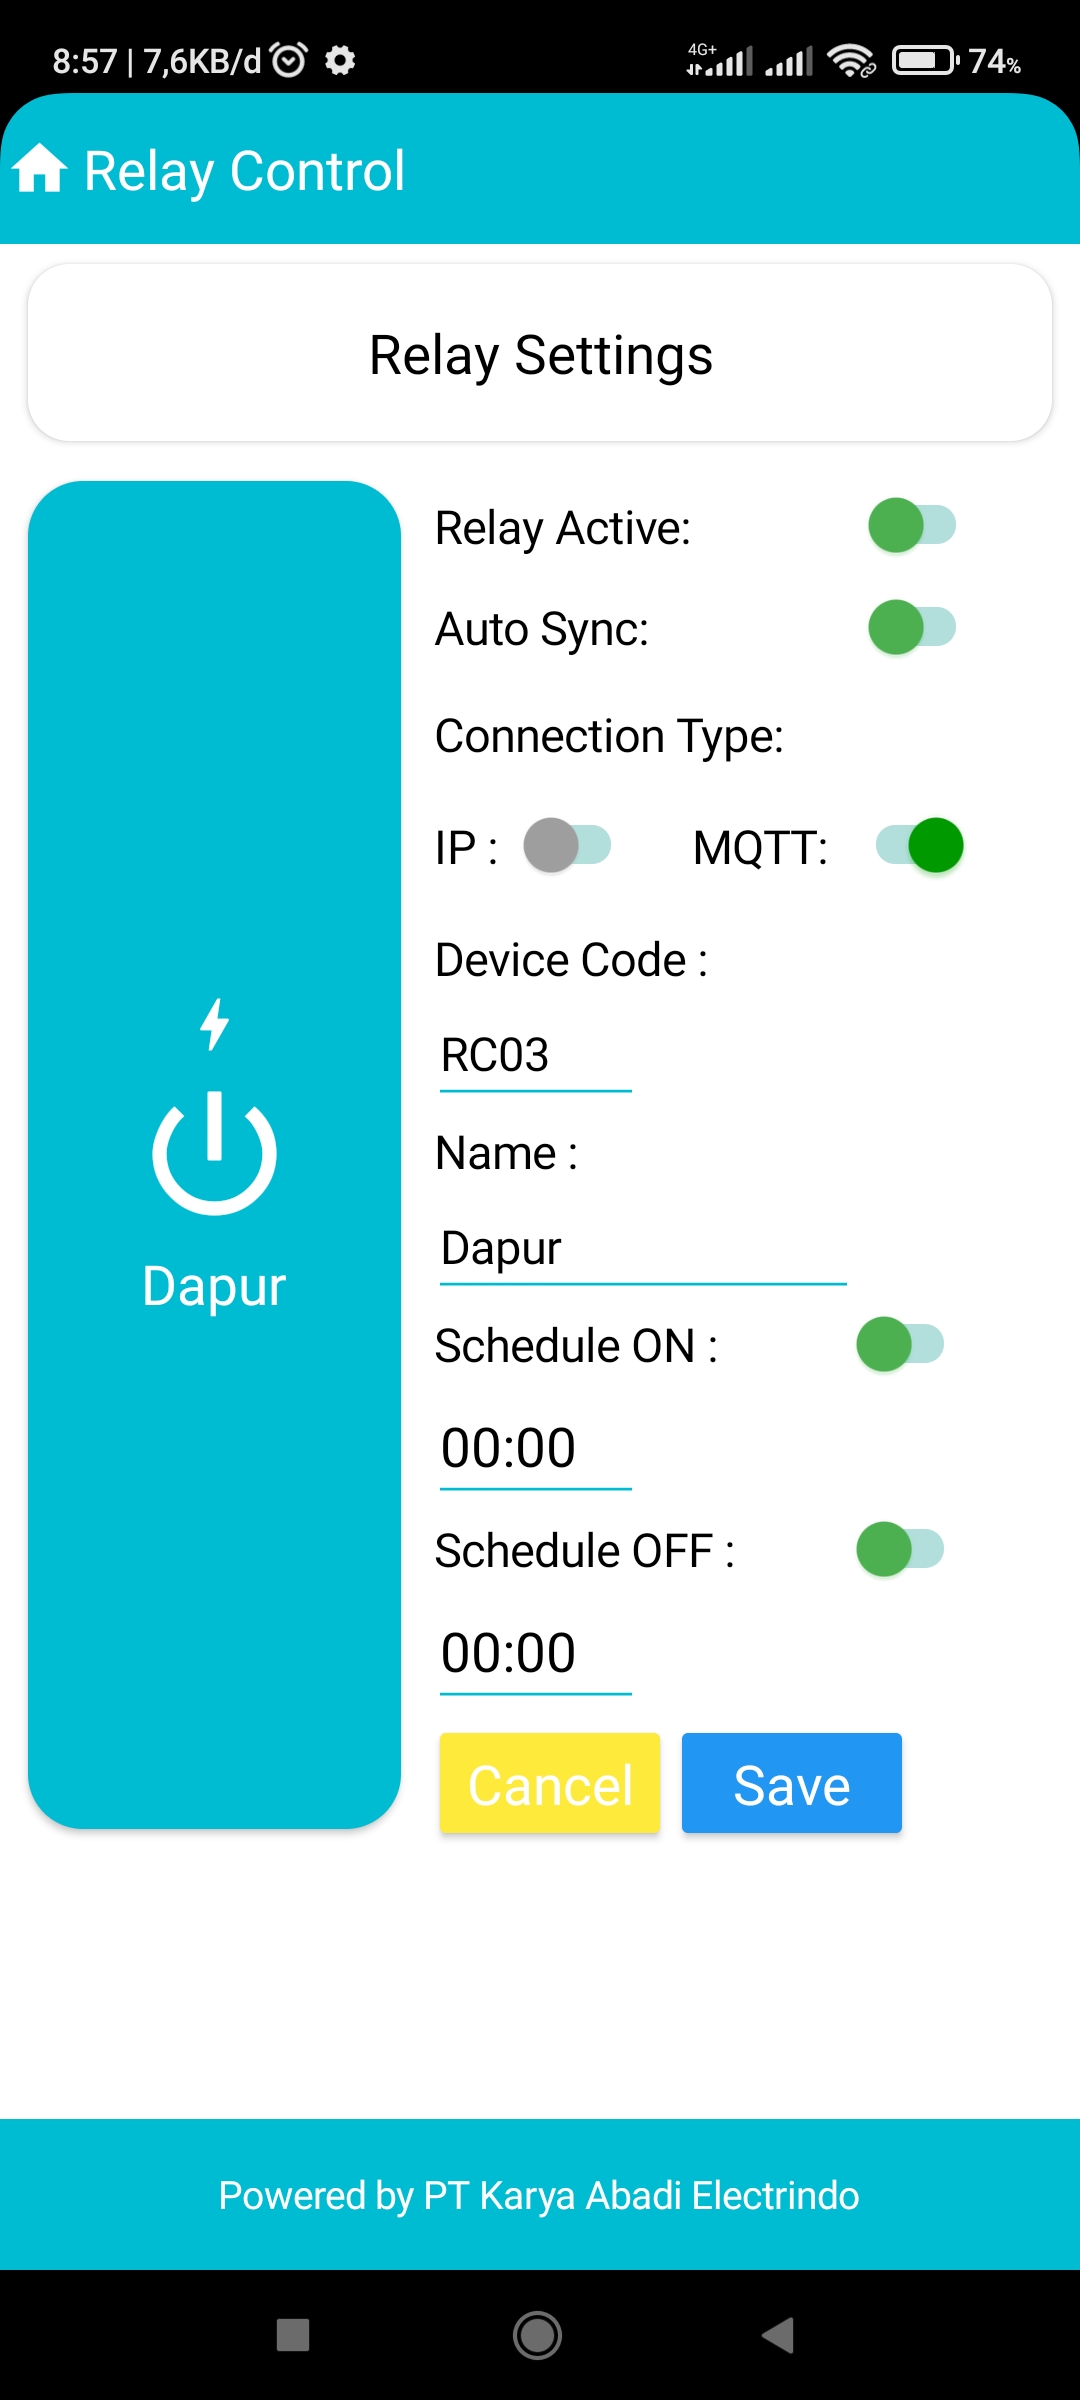 8:57 | 7,6KB/d 4G+ 74%
Relay Control
Relay Settings
Relay Active:
Auto Sync:
Connection Type:
IP : MQTT:
Device Code :
RC03
Name :
Dapur
Dapur
Schedule ON :
00:00
Schedule OFF :
00:00
Cancel Save
Powered by PT Karya Abadi Electrindo